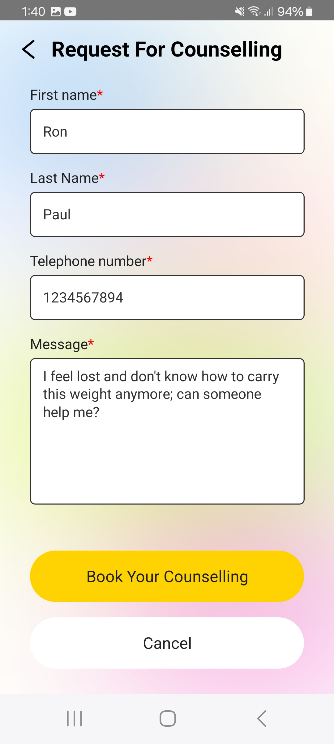 1:40
94%
Request For Counselling
First name*
Ron
Last Name*
Paul
Telephone number*
1234567894
Message*
I feel lost and don't know how to carry
this weight anymore; can someone
help me?
Book Your Counselling
Cancel